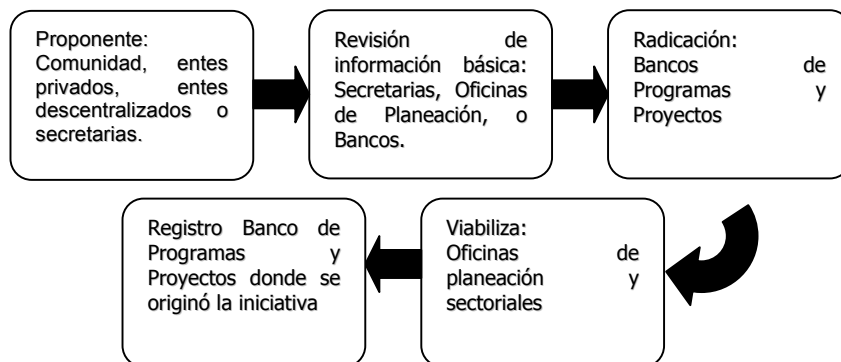 Proponente:
Comunidad, entes
privados, entes
descentralizados o
secretarias.
Revisión de
información básica:
Secretarias, Oficinas
de Planeación, o
Bancos.
Radicación:
Bancos de
Programas y
Proyectos
Viabiliza:
Oficinas de
planeación y
sectoriales
Registro Banco de
Programas y
Proyectos donde se
originó la iniciativa